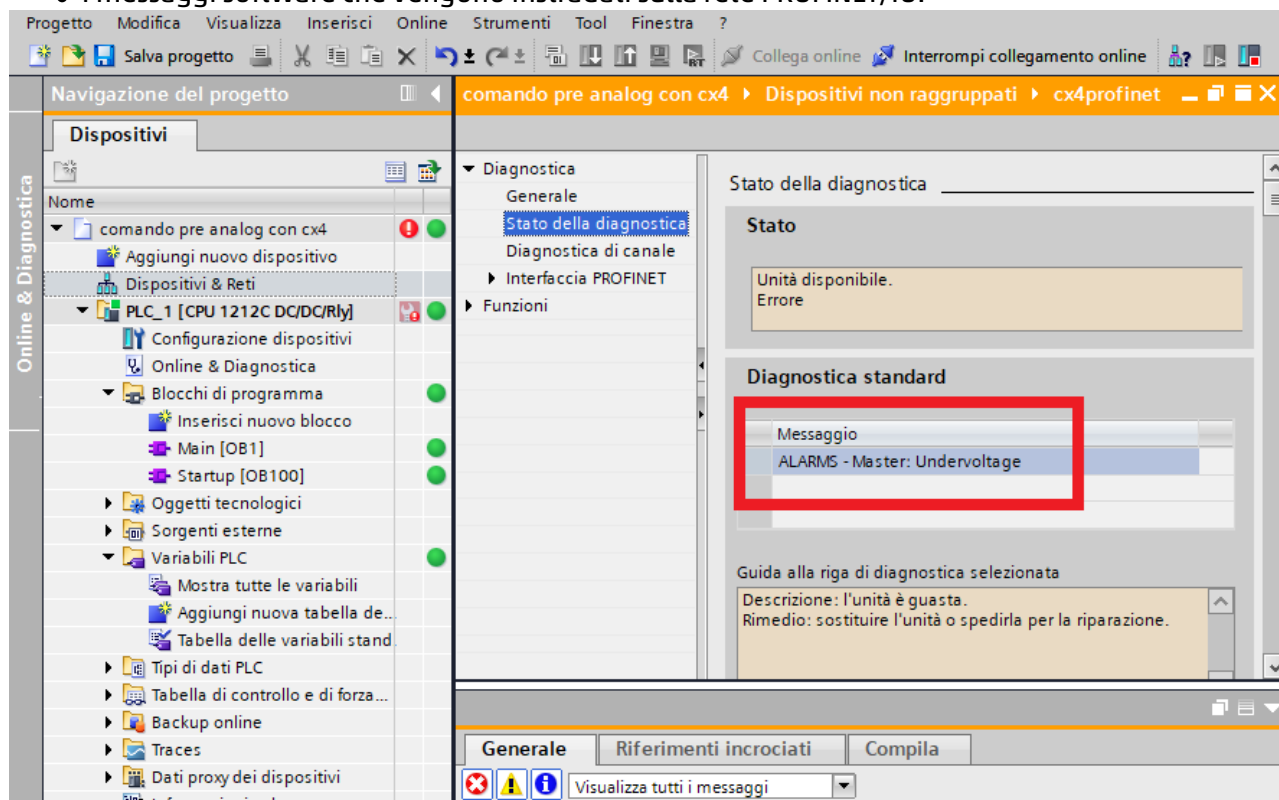 Progetto Modifica Visualizza Inserisci Online Strumenti Tool Finestra ?
Salva progetto Collega online Interrompi collegamento online
Navigazione del progetto
comando pre analog con cx4 Dispositivi non raggruppati cx4profinet
Online & Diagnostica
Dispositivi
Nome
comando pre analog con cx4
Aggiungi nuovo dispositivo
Dispositivi & Reti
PLC_1 [CPU 1212C DC/DC/Rly]
Configurazione dispositivi
Online & Diagnostica
Blocchi di programma
Inserisci nuovo blocco
Main [OB1]
Startup [OB100]
Oggetti tecnologici
Sorgenti esterne
Variabili PLC
Mostra tutte le variabili
Aggiungi nuova tabella de...
Tabella delle variabili stand.
Tipi di dati PLC
Tabella di controllo e di forza...
Backup online
Traces
Dati proxy dei dispositivi
Diagnostica
Generale
Stato della diagnostica
Diagnostica di canale
Interfaccia PROFINET
Funzioni
Stato della diagnostica
Stato
Unità disponibile.
Errore
Diagnostica standard
Messaggio
ALARMS - Master: Undervoltage
Guida alla riga di diagnostica selezionata
Descrizione: l'unità è guasta.
Rimedio: sostituire l'unità o spedirla per la riparazione.
Generale Riferimenti incrociati Compila
Visualizza tutti i messaggi